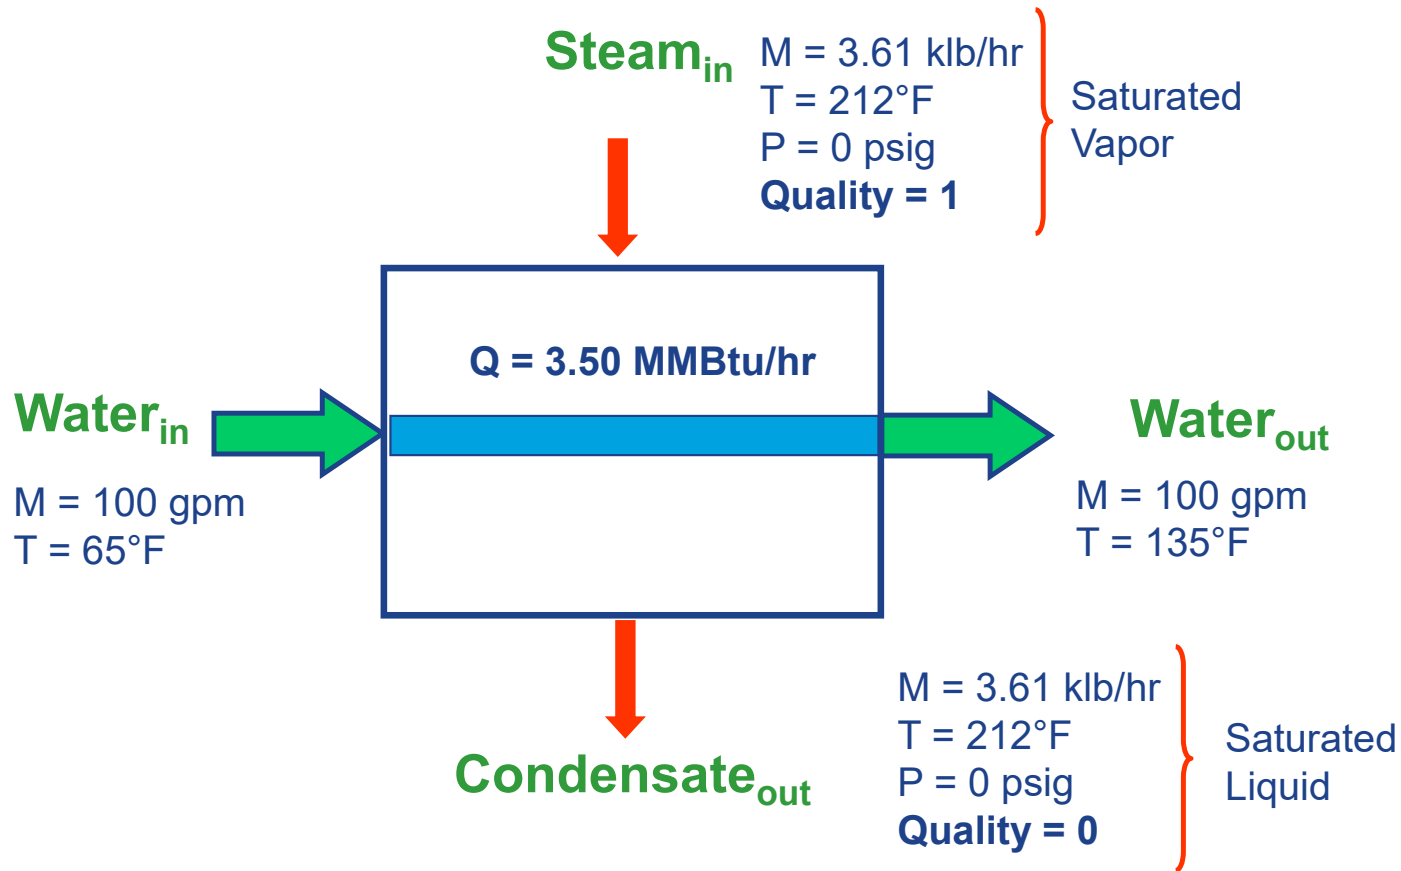 Steam_in
M = 3.61 klb/hr
T = 212°F
P = 0 psig
Quality = 1
Saturated
Vapor
Q = 3.50 MMBtu/hr
Water_in
M = 100 gpm
T = 65°F
Water_out
M = 100 gpm
T = 135°F
Condensate_out
M = 3.61 klb/hr
T = 212°F
P = 0 psig
Quality = 0
Saturated
Liquid